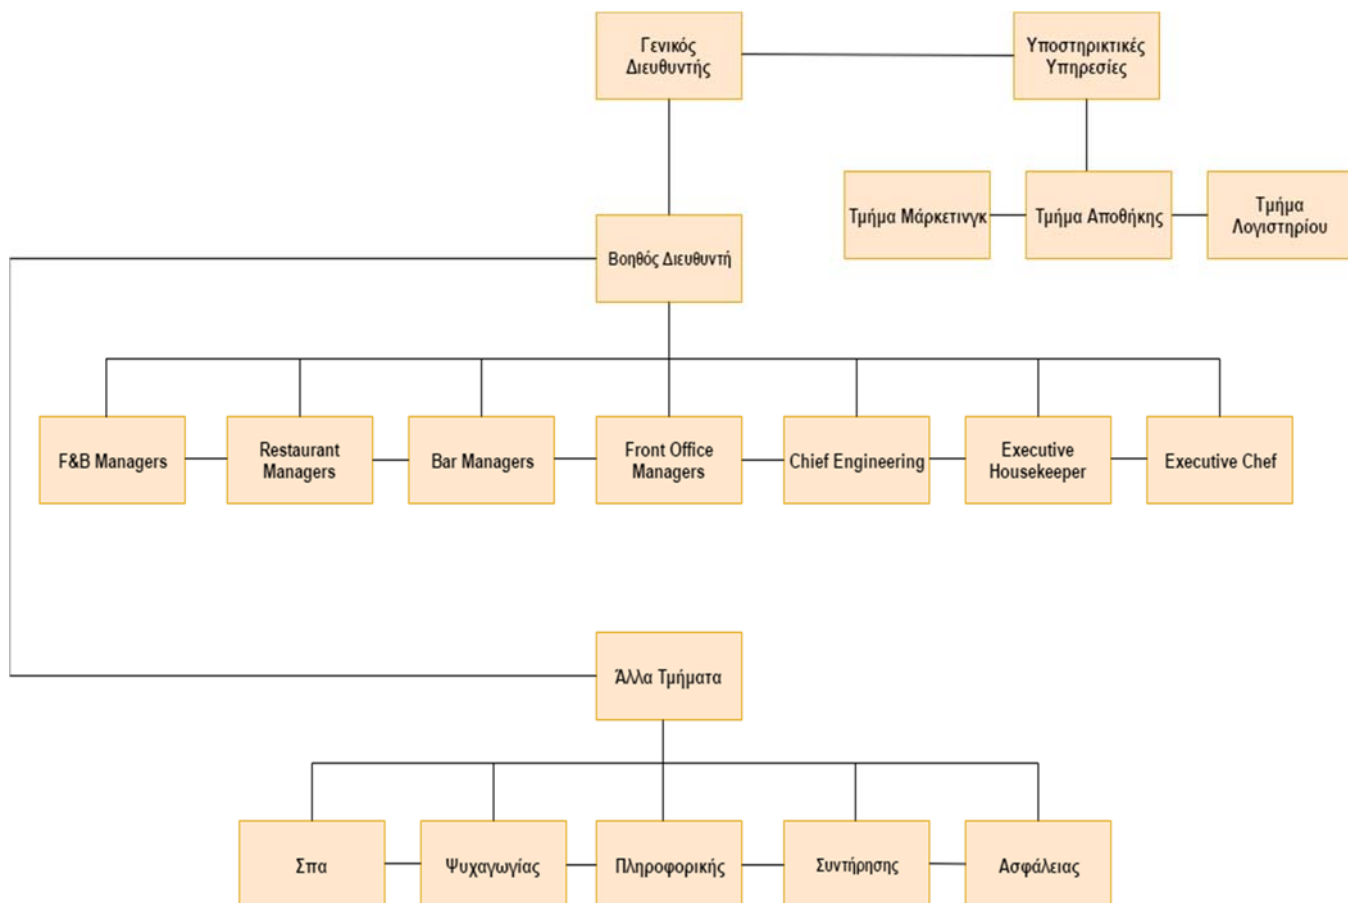 Γενικός
Διευθυντής
Υποστηρικτικές
Υπηρεσίες
Τμήμα Μάρκετινγκ
Τμήμα Αποθήκης
Τμήμα
Λογιστηρίου
Βοηθός Διευθυντή
F&B Managers
Restaurant
Managers
Bar Managers
Front Office
Managers
Chief Engineering
Executive
Housekeeper
Executive Chef
Άλλα Τμήματα
Σπα
Ψυχαγωγίας
Πληροφορικής
Συντήρησης
Ασφάλειας